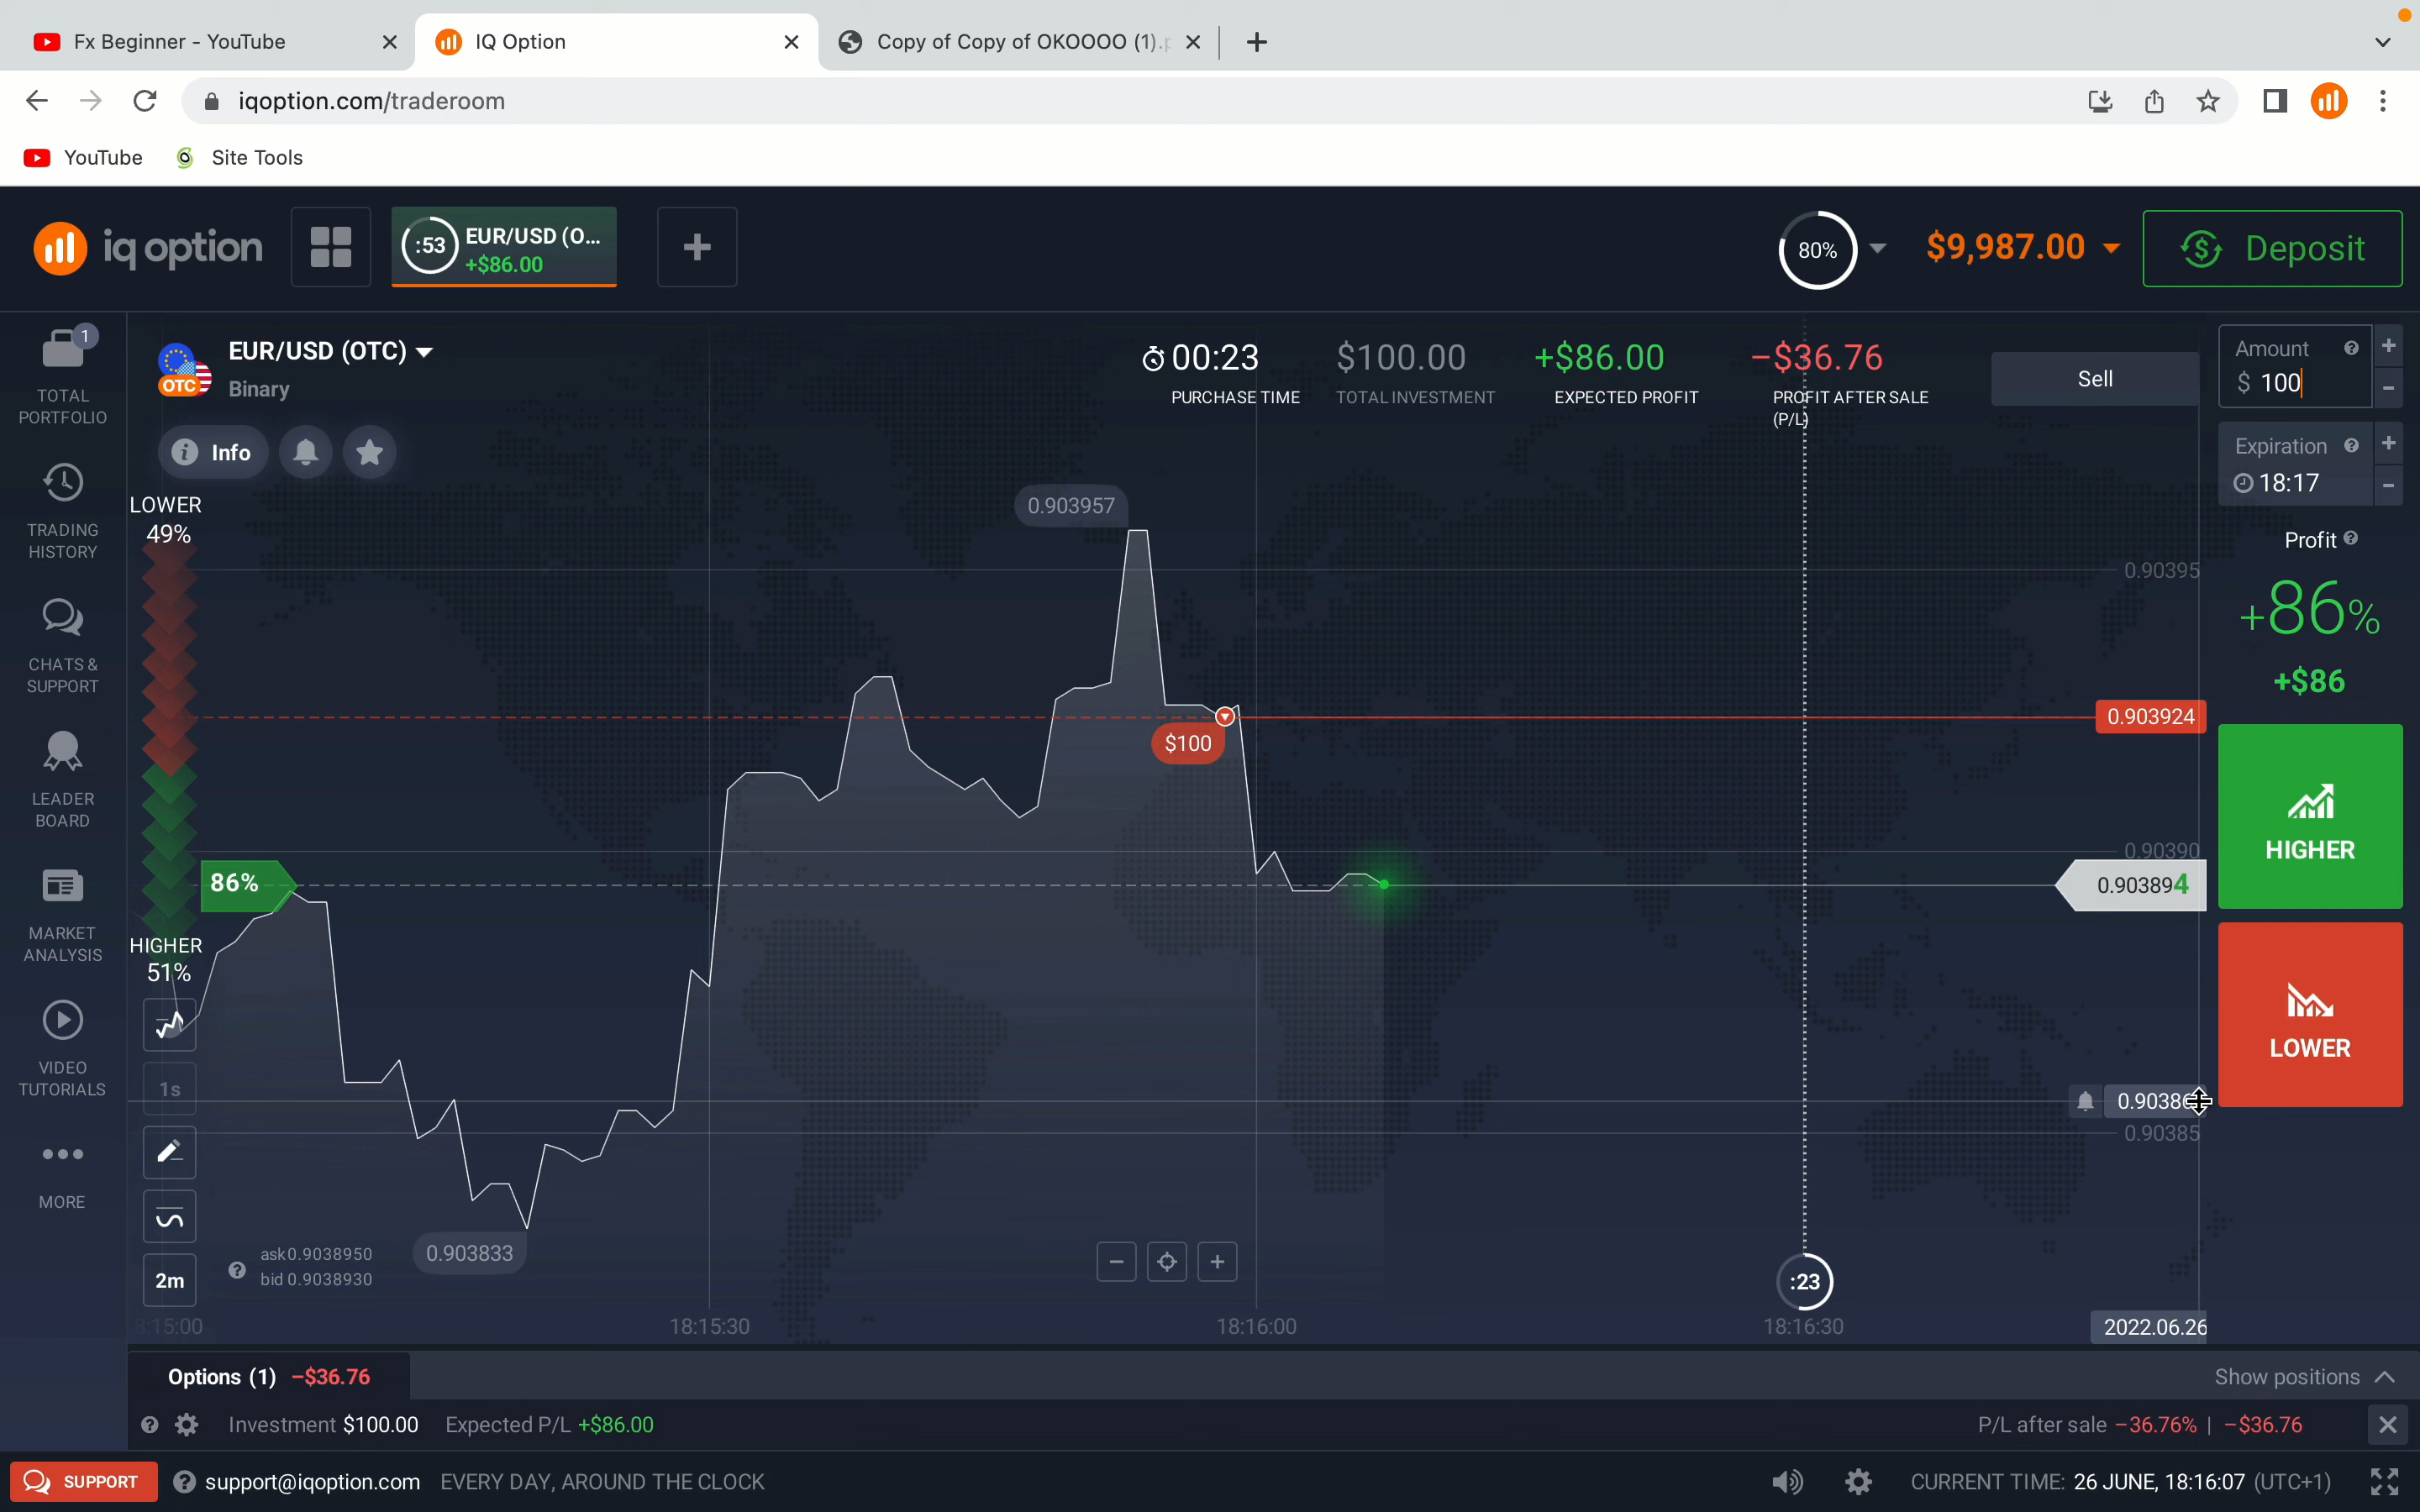 Fx Beginner - YouTube
IQ Option
Copy of Copy of OKOOOO (1).
iqoption.com/traderoom
YouTube
Site Tools
iq option
:53
EUR/USD (O...
+$86.00
80%
$9,987.00
Deposit
1
TOTAL
PORTFOLIO
TRADING
HISTORY
CHATS &
SUPPORT
LEADER
BOARD
MARKET
ANALYSIS
VIDEO
TUTORIALS
MORE
OTC
EUR/USD (OTC)
Binary
Info
00:23
PURCHASE TIME
$100.00
TOTAL INVESTMENT
+$86.00
EXPECTED PROFIT
-$36.76
PROFIT AFTER SALE
(P/L)
Sell
Amount
$ 100
Expiration
18:17
Profit
+86%
+$86
HIGHER
LOWER
LOWER
49%
HIGHER
51%
86%
0.903957
$100
0.903833
0.90395
0.903924
0.90390
0.903894
0.90385
1s
2m
ask 0.9038950
bid 0.9038930
:23
18:15:30
18:16:00
18:16:30
2022.06.26
Options (1) -$36.76
Show positions
Investment $100.00 Expected P/L +$86.00
P/L after sale -36.76% | -$36.76
SUPPORT
support@iqoption.com EVERY DAY, AROUND THE CLOCK
CURRENT TIME: 26 JUNE, 18:16:07 (UTC+1)